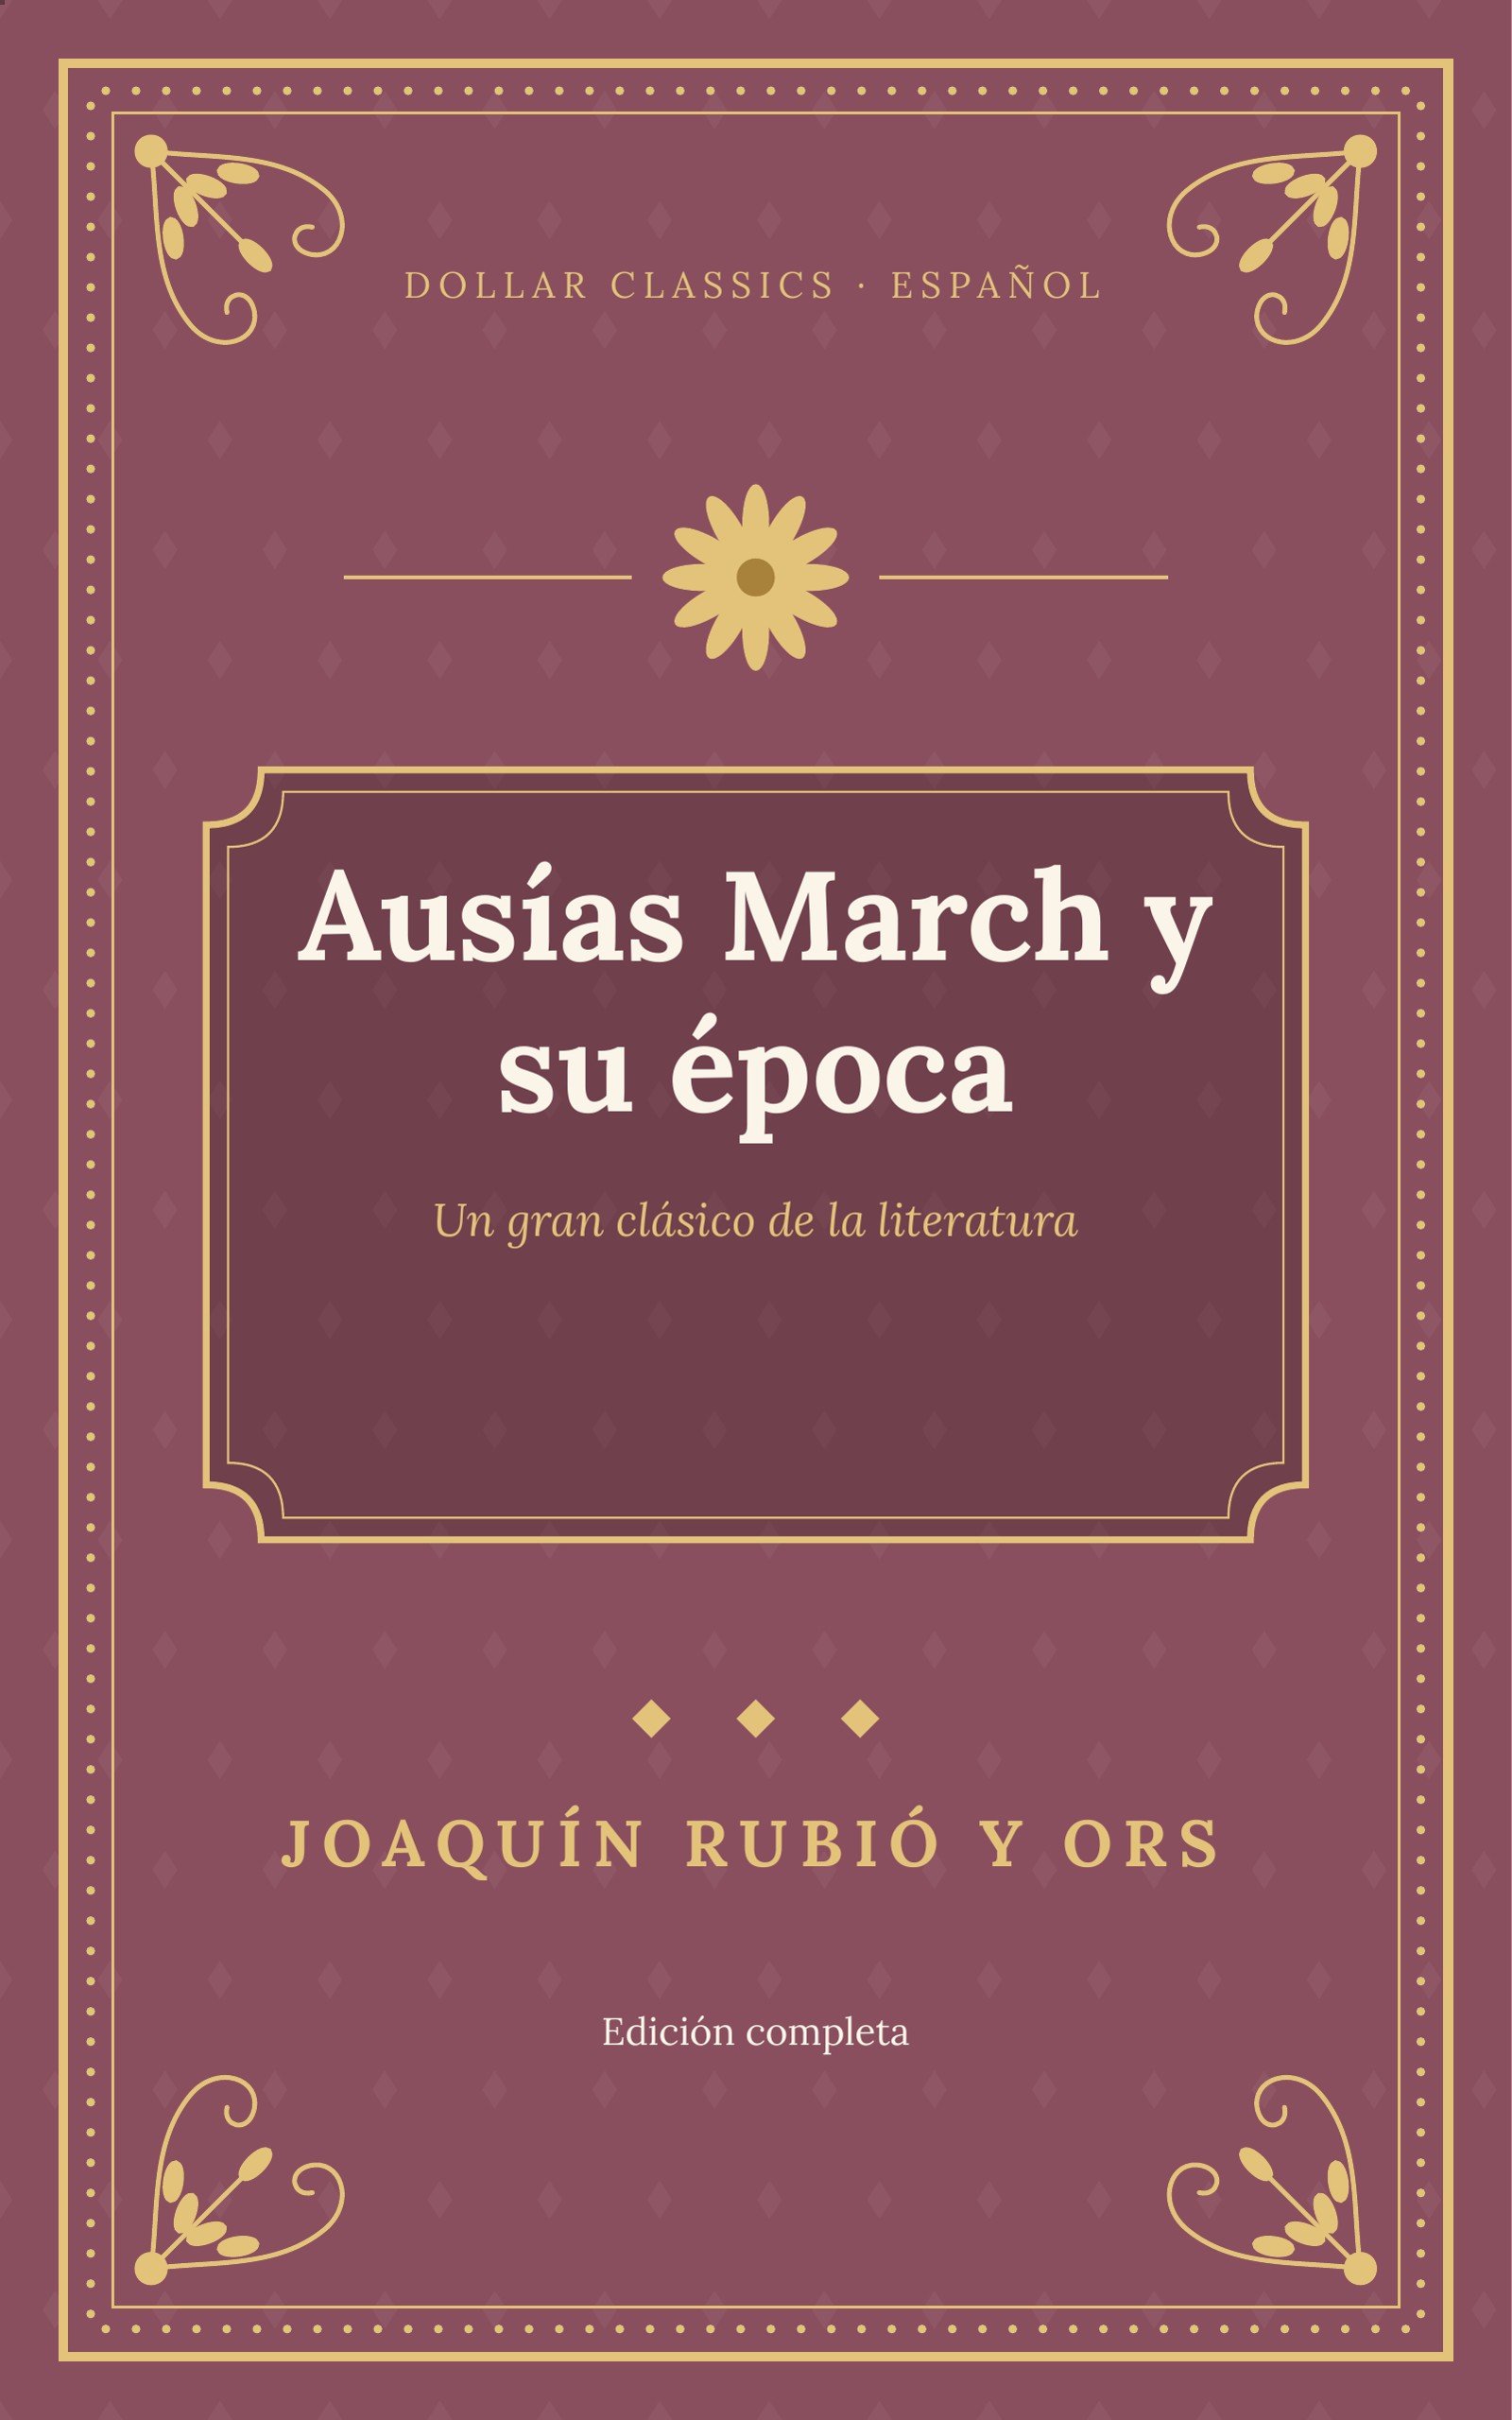 DOLLAR CLASSICS · ESPAÑOL
Ausías March y
su época
Un gran clásico de la literatura
JOAQUÍN RUBIÓ Y ORS
Edición completa